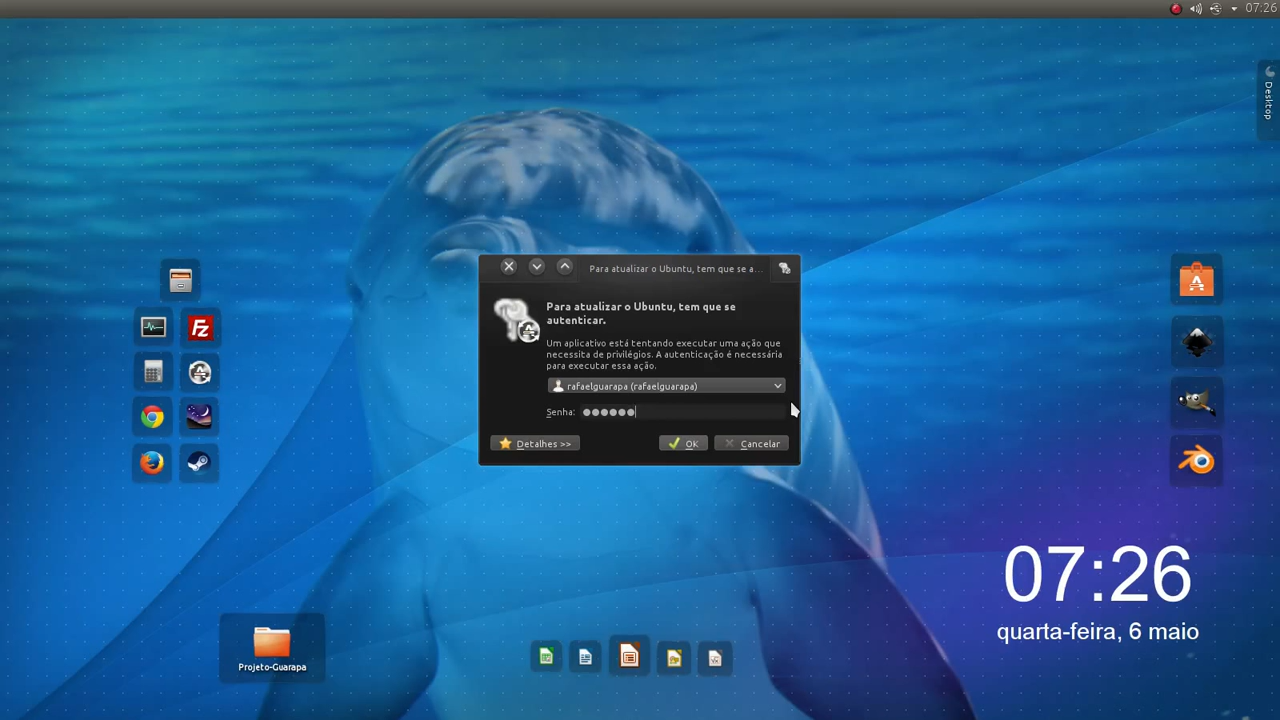 07:26
Desktop
Para atualizar o Ubuntu, tem que se a...
Para atualizar o Ubuntu, tem que se
autenticar.
Um aplicativo está tentando executar uma ação que
necessita de privilégios. A autenticação é necessária
para executar essa ação.
rafaelguarapa (rafaelguarapa)
Senha: ●●●●●●
Detalhes >>
OK
Cancelar
Fz
07:26
quarta-feira, 6 maio
Projeto-Guarapa